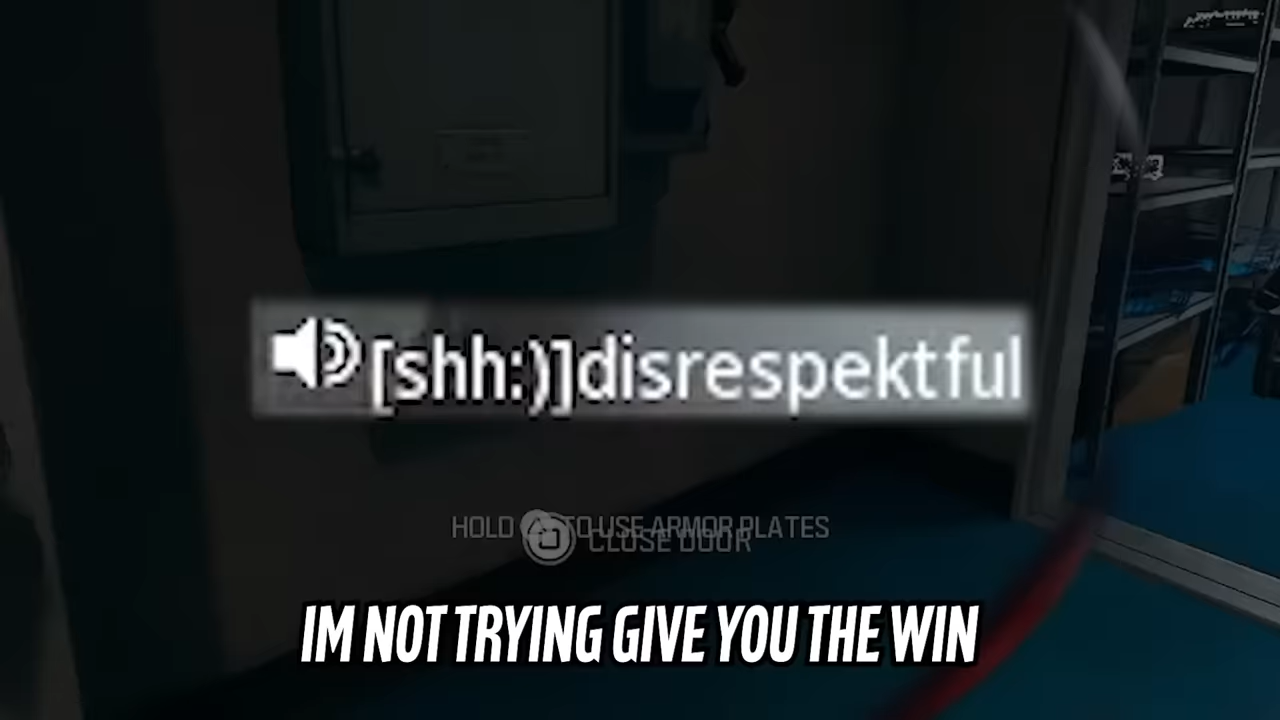 [shh:)]disrespektful
HOLD TO USE ARMOR PLATES
CLOSE DOOR
IM NOT TRYING GIVE YOU THE WIN